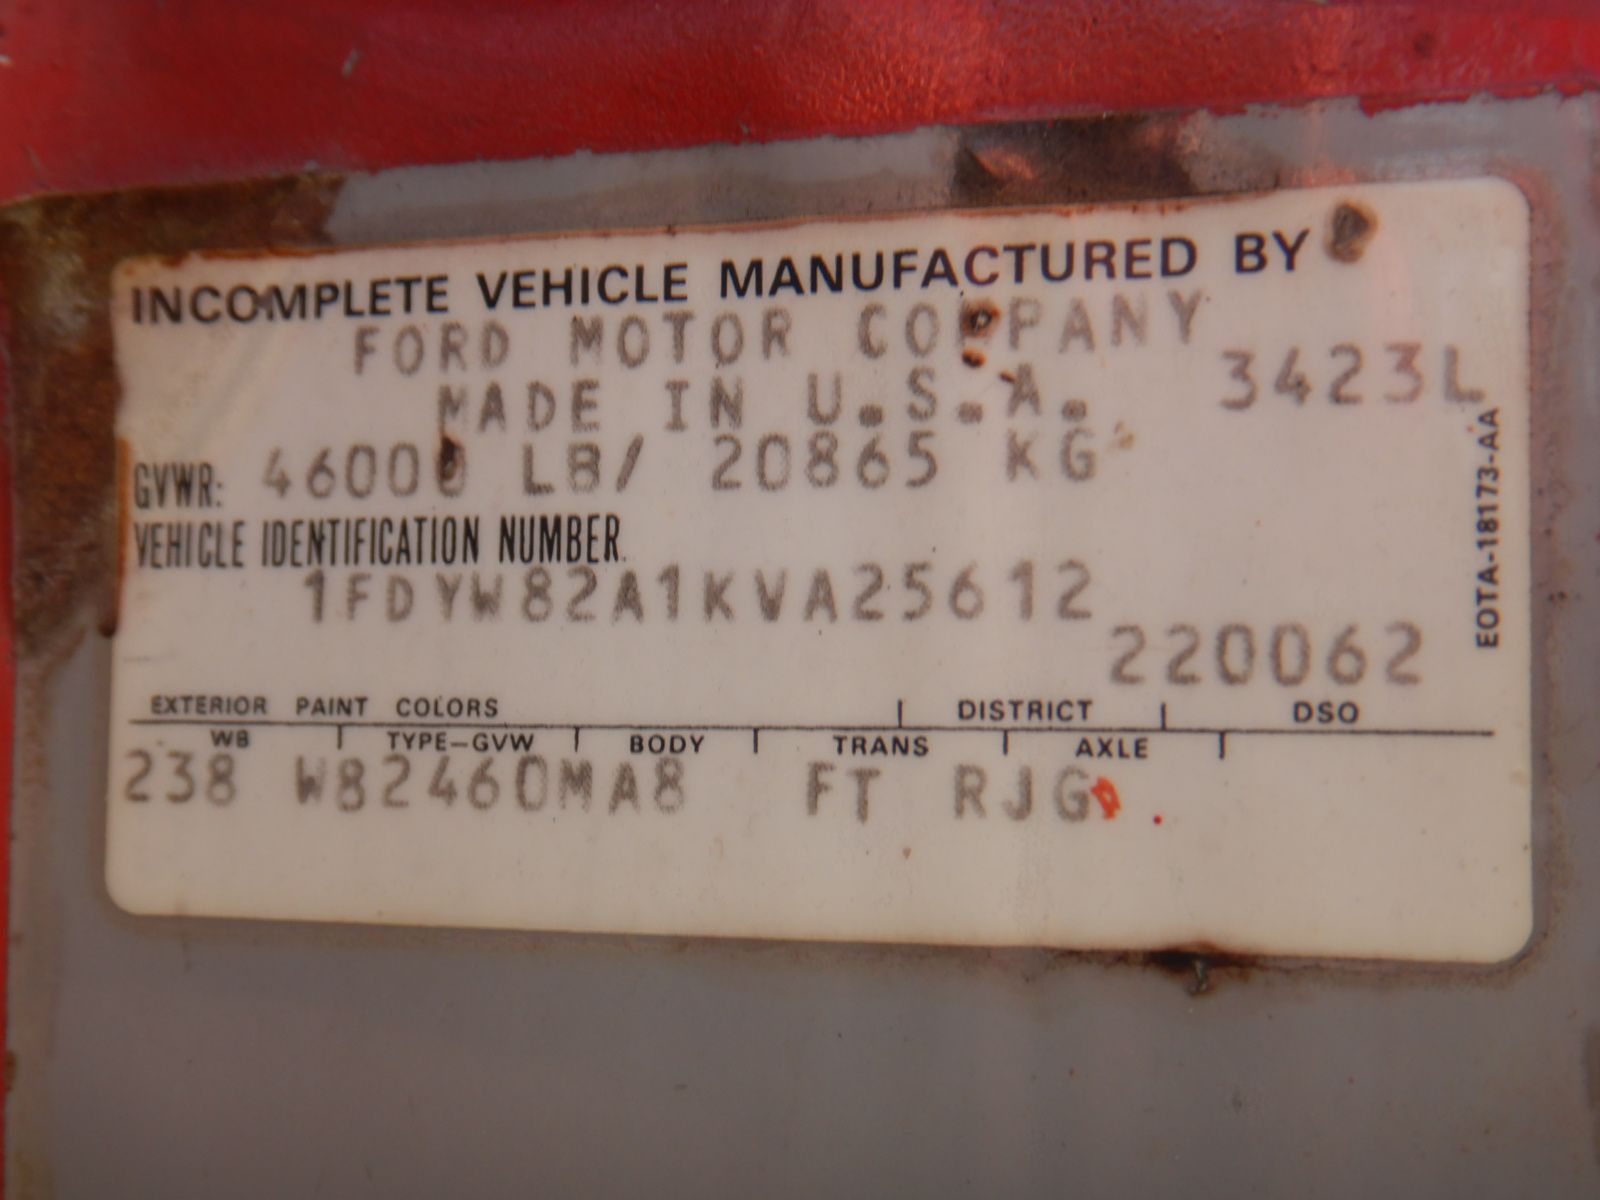 INCOMPLETE VEHICLE MANUFACTURED BY
FORD MOTOR COMPANY
MADE IN U.S.A. 3423L
GVWR: 46000 LB/ 20865 KG
VEHICLE IDENTIFICATION NUMBER
1FDYW82A1KVA25612
220062
EOTA-18173-AA
EXTERIOR PAINT COLORS DISTRICT DSO
WB TYPE-GVW BODY TRANS AXLE
238 W82460MA8 FT RJG